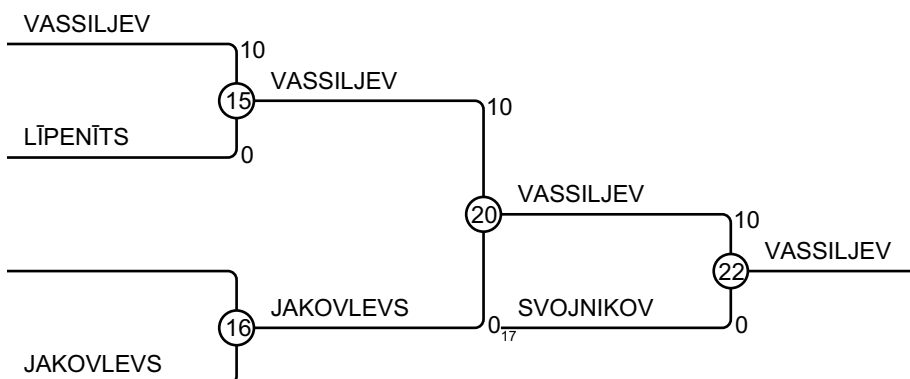 VASSILJEV
10
15
VASSILJEV
10
LĪPENĪTS
0
20
VASSILJEV
10
22
VASSILJEV
16
JAKOVLEVS
0
17
SVOJNIKOV
0
JAKOVLEVS